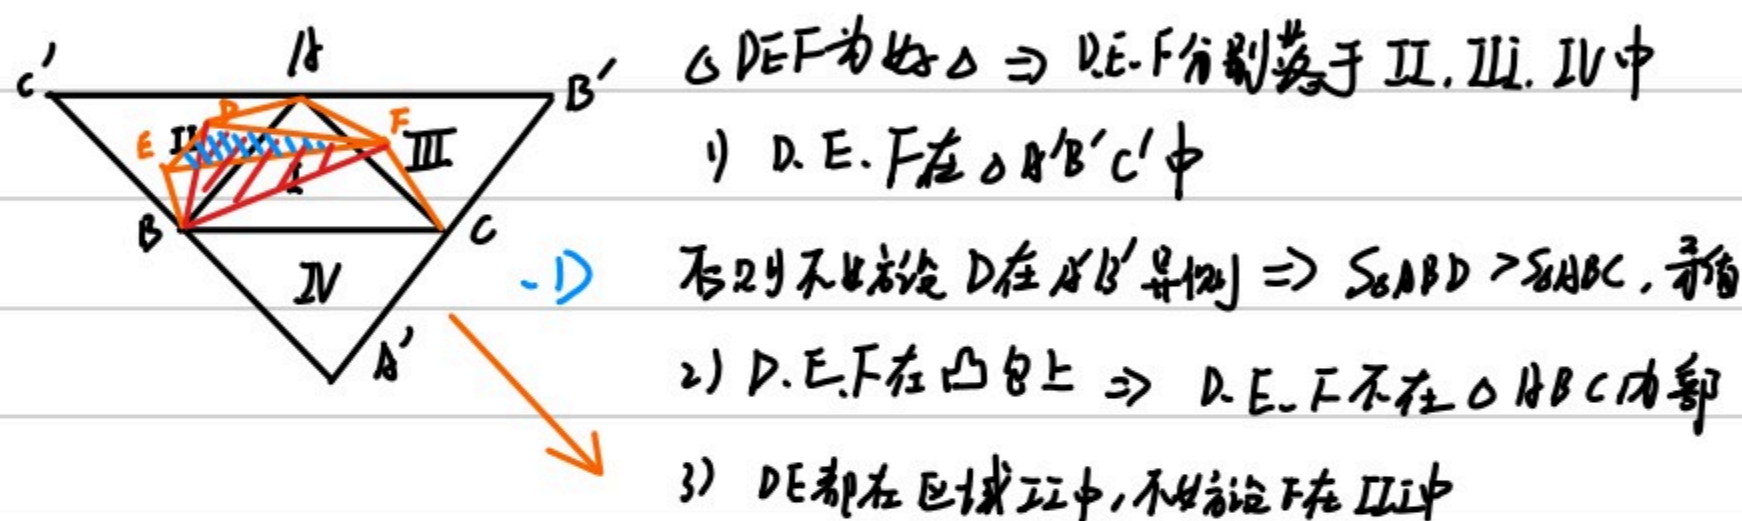 C' A B'
D F
E II III
I
B C
IV
A'
-D
△DEF为好△ ⇒ D.E.F分别落于 II. III. IV中
1) D. E. F在△A'B'C'中
否则不妨设 D在A'B'异侧 ⇒ S△ABD > S△ABC, 矛盾
2) D.E.F在凸包上 ⇒ D.E.F不在△ABC内部
3) DE都在区域II中,不妨设F在III中